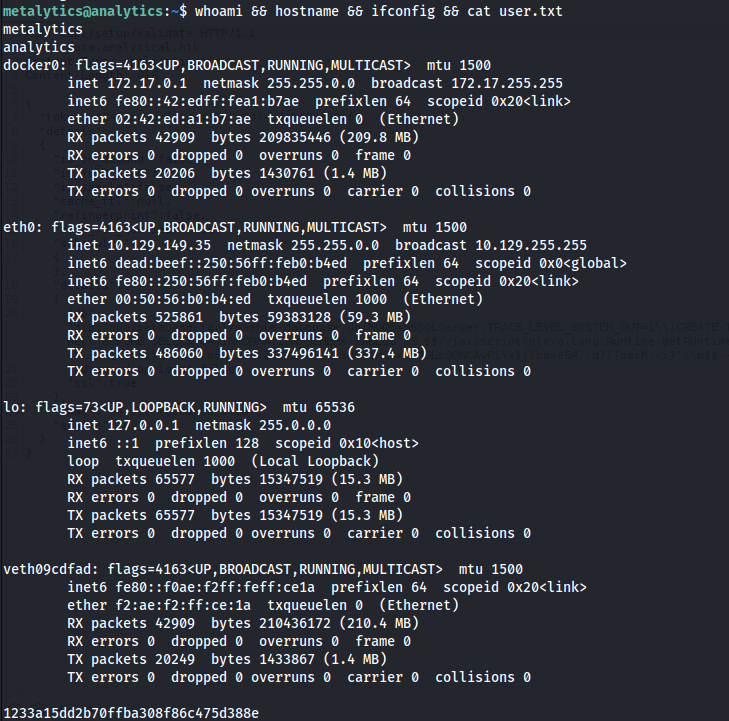 metalytics@analytics:~$ whoami && hostname && ifconfig && cat user.txt
metalytics
analytics
docker0: flags=4163<UP,BROADCAST,RUNNING,MULTICAST>  mtu 1500
        inet 172.17.0.1  netmask 255.255.0.0  broadcast 172.17.255.255
        inet6 fe80::42:edff:fea1:b7ae  prefixlen 64  scopeid 0x20<link>
        ether 02:42:ed:a1:b7:ae  txqueuelen 0  (Ethernet)
        RX packets 42909  bytes 209835446 (209.8 MB)
        RX errors 0  dropped 0  overruns 0  frame 0
        TX packets 20206  bytes 1430761 (1.4 MB)
        TX errors 0  dropped 0 overruns 0  carrier 0  collisions 0

eth0: flags=4163<UP,BROADCAST,RUNNING,MULTICAST>  mtu 1500
        inet 10.129.149.35  netmask 255.255.0.0  broadcast 10.129.255.255
        inet6 dead:beef::250:56ff:feb0:b4ed  prefixlen 64  scopeid 0x0<global>
        inet6 fe80::250:56ff:feb0:b4ed  prefixlen 64  scopeid 0x20<link>
        ether 00:50:56:b0:b4:ed  txqueuelen 1000  (Ethernet)
        RX packets 525861  bytes 59383128 (59.3 MB)
        RX errors 0  dropped 0  overruns 0  frame 0
        TX packets 486060  bytes 337496141 (337.4 MB)
        TX errors 0  dropped 0 overruns 0  carrier 0  collisions 0

lo: flags=73<UP,LOOPBACK,RUNNING>  mtu 65536
        inet 127.0.0.1  netmask 255.0.0.0
        inet6 ::1  prefixlen 128  scopeid 0x10<host>
        loop  txqueuelen 1000  (Local Loopback)
        RX packets 65577  bytes 15347519 (15.3 MB)
        RX errors 0  dropped 0  overruns 0  frame 0
        TX packets 65577  bytes 15347519 (15.3 MB)
        TX errors 0  dropped 0 overruns 0  carrier 0  collisions 0

veth09cdfad: flags=4163<UP,BROADCAST,RUNNING,MULTICAST>  mtu 1500
        inet6 fe80::f0ae:f2ff:feff:ce1a  prefixlen 64  scopeid 0x20<link>
        ether f2:ae:f2:ff:ce:1a  txqueuelen 0  (Ethernet)
        RX packets 42909  bytes 210436172 (210.4 MB)
        RX errors 0  dropped 0  overruns 0  frame 0
        TX packets 20249  bytes 1433867 (1.4 MB)
        TX errors 0  dropped 0 overruns 0  carrier 0  collisions 0

1233a15dd2b70ffba308f86c475d388e